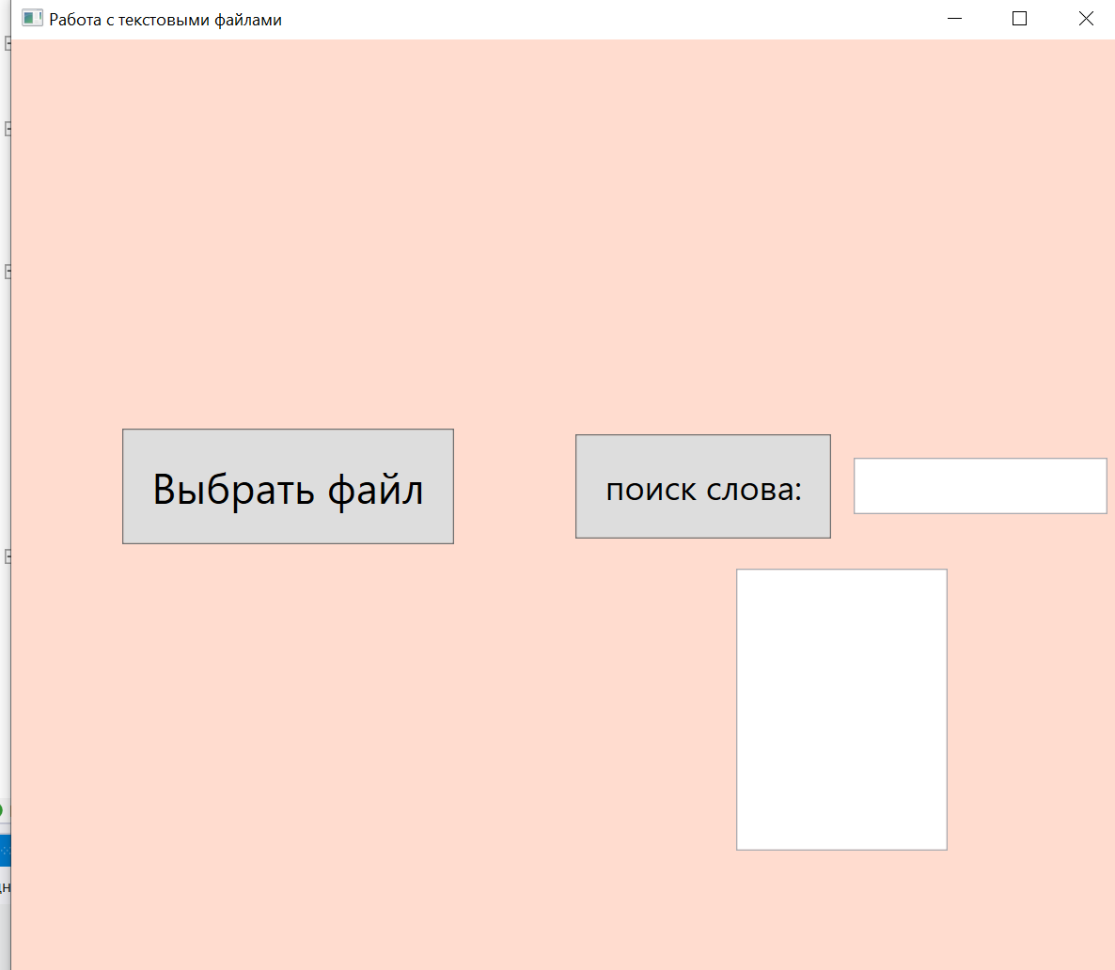 Работа с текстовыми файлами
Выбрать файл
поиск слова: